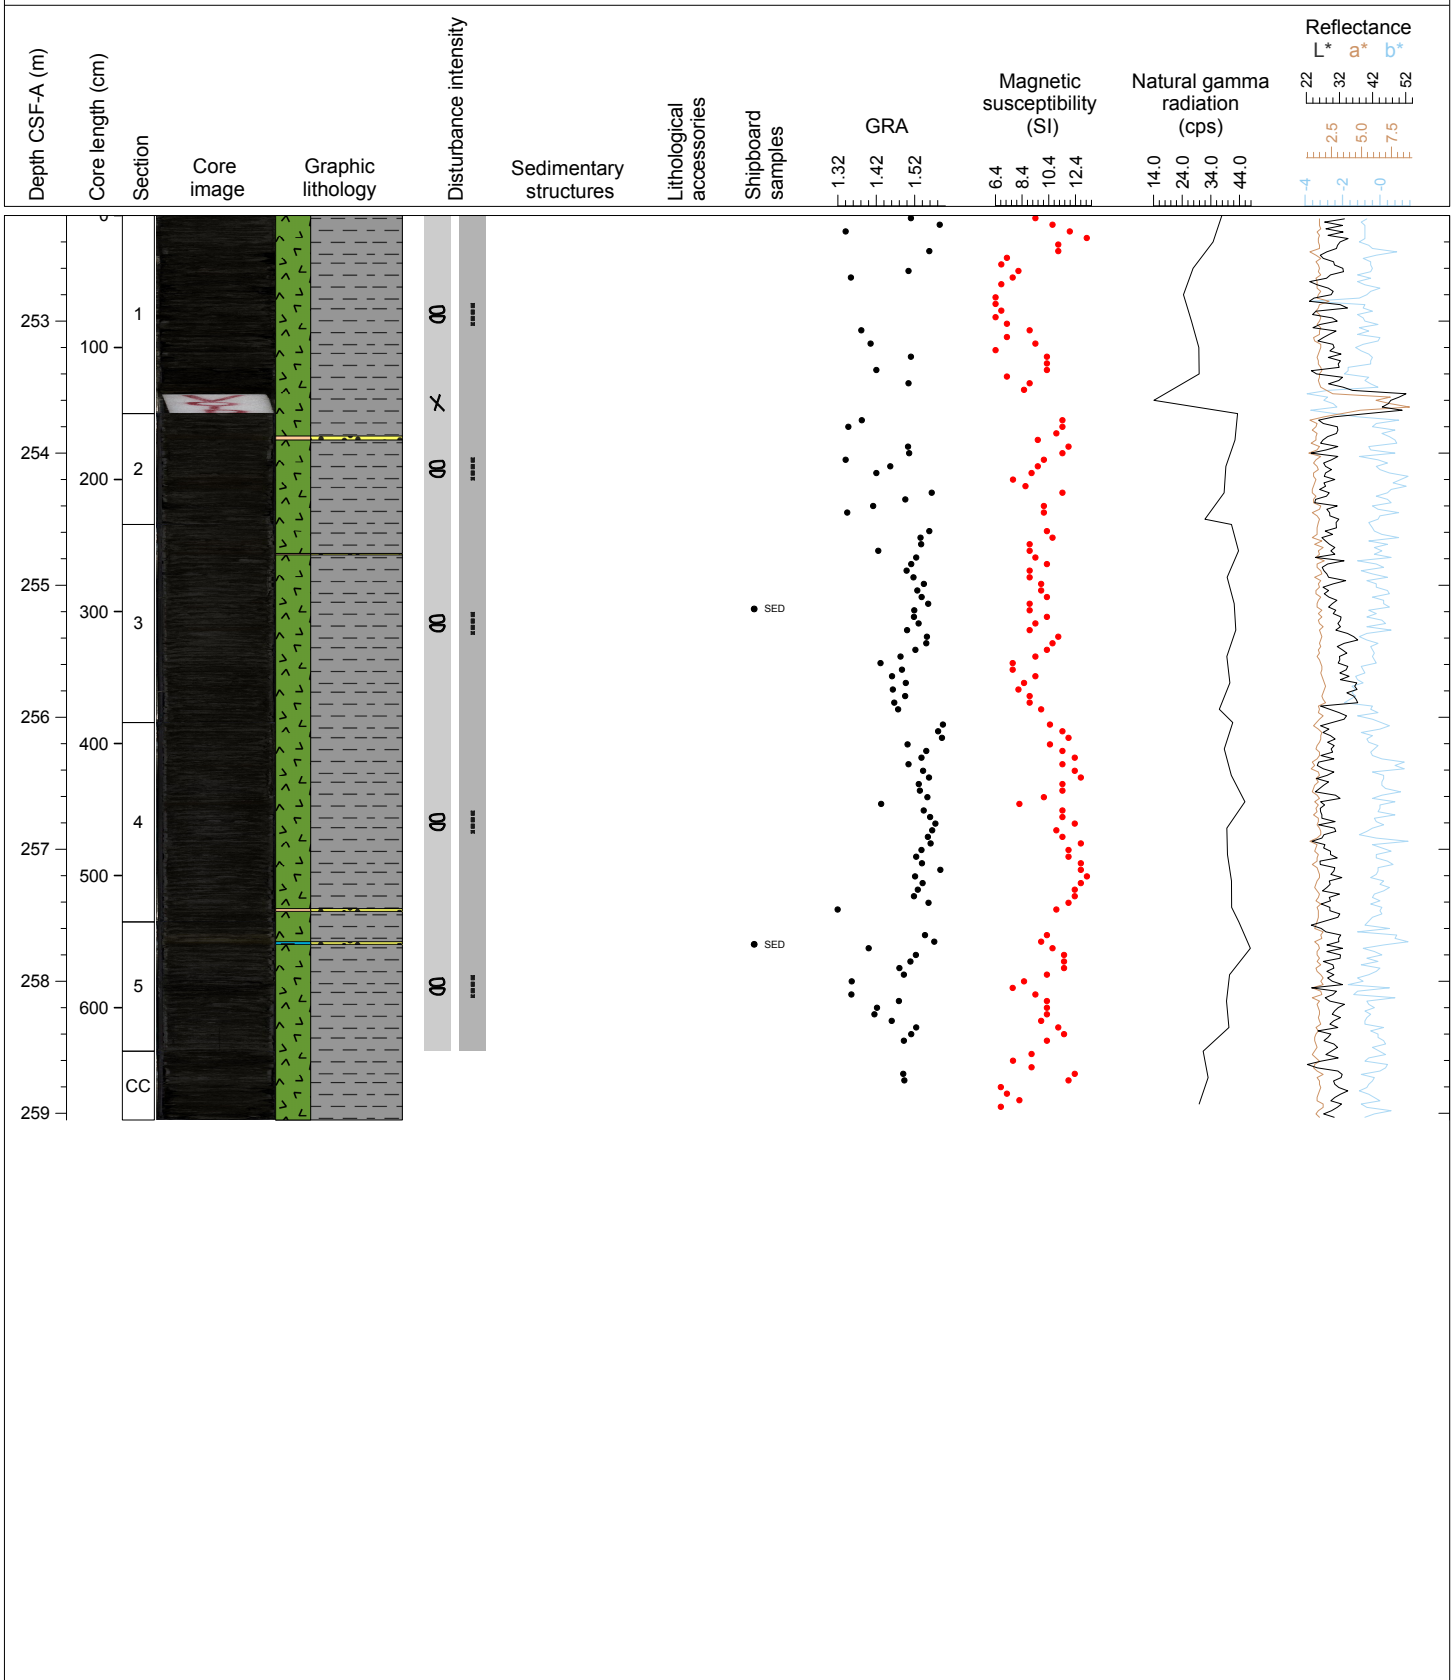 Depth CSF-A (m)
Core length (cm)
Section
Core
image
Graphic
lithology
Disturbance intensity
Sedimentary
structures
Lithological
accessories
Shipboard
samples
GRA
1.32 1.42 1.52
Magnetic
susceptibility
(SI)
6.4 8.4 10.4 12.4
Natural gamma
radiation
(cps)
14.0 24.0 34.0 44.0
Reflectance
L* a* b*
22 32 42 52
2.5 5.0 7.5
-4 -2 -0
0
1
253
100
2
254
200
255
300
3
SED
256
400
4
257
500
SED
5
258
600
CC
259